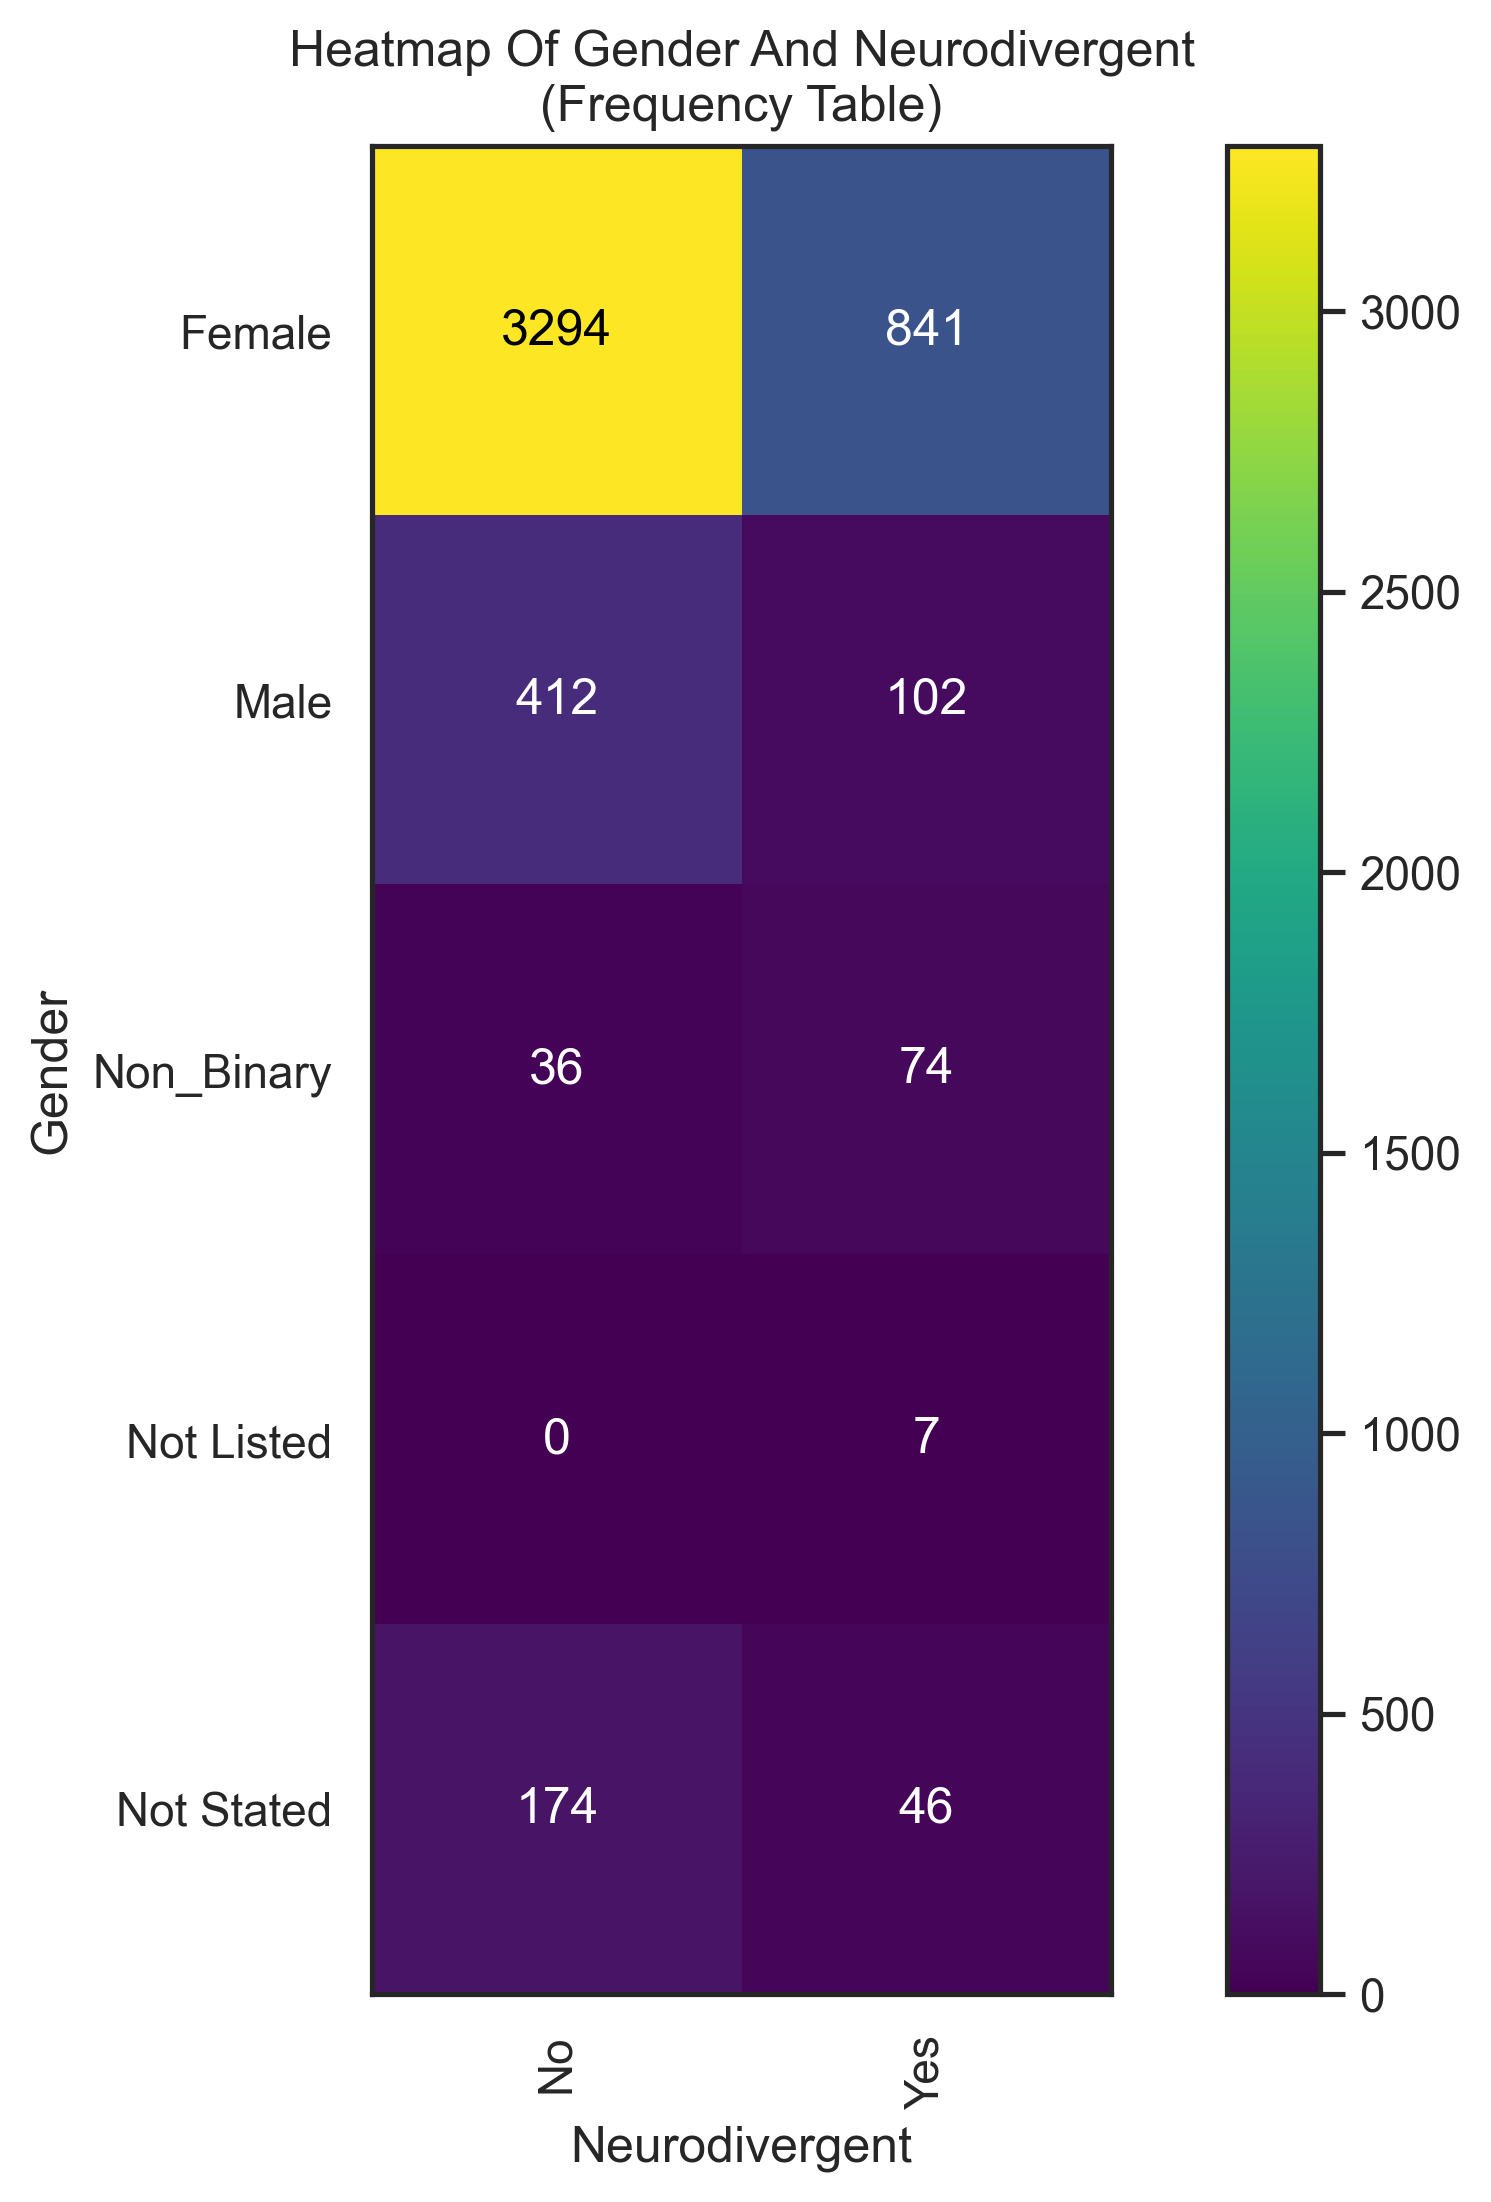 Heatmap Of Gender And Neurodivergent
(Frequency Table)
Female
3294
841
Male
412
102
Non_Binary
36
74
Not Listed
0
7
Not Stated
174
46
Gender
No
Yes
Neurodivergent
3000
2500
2000
1500
1000
500
0